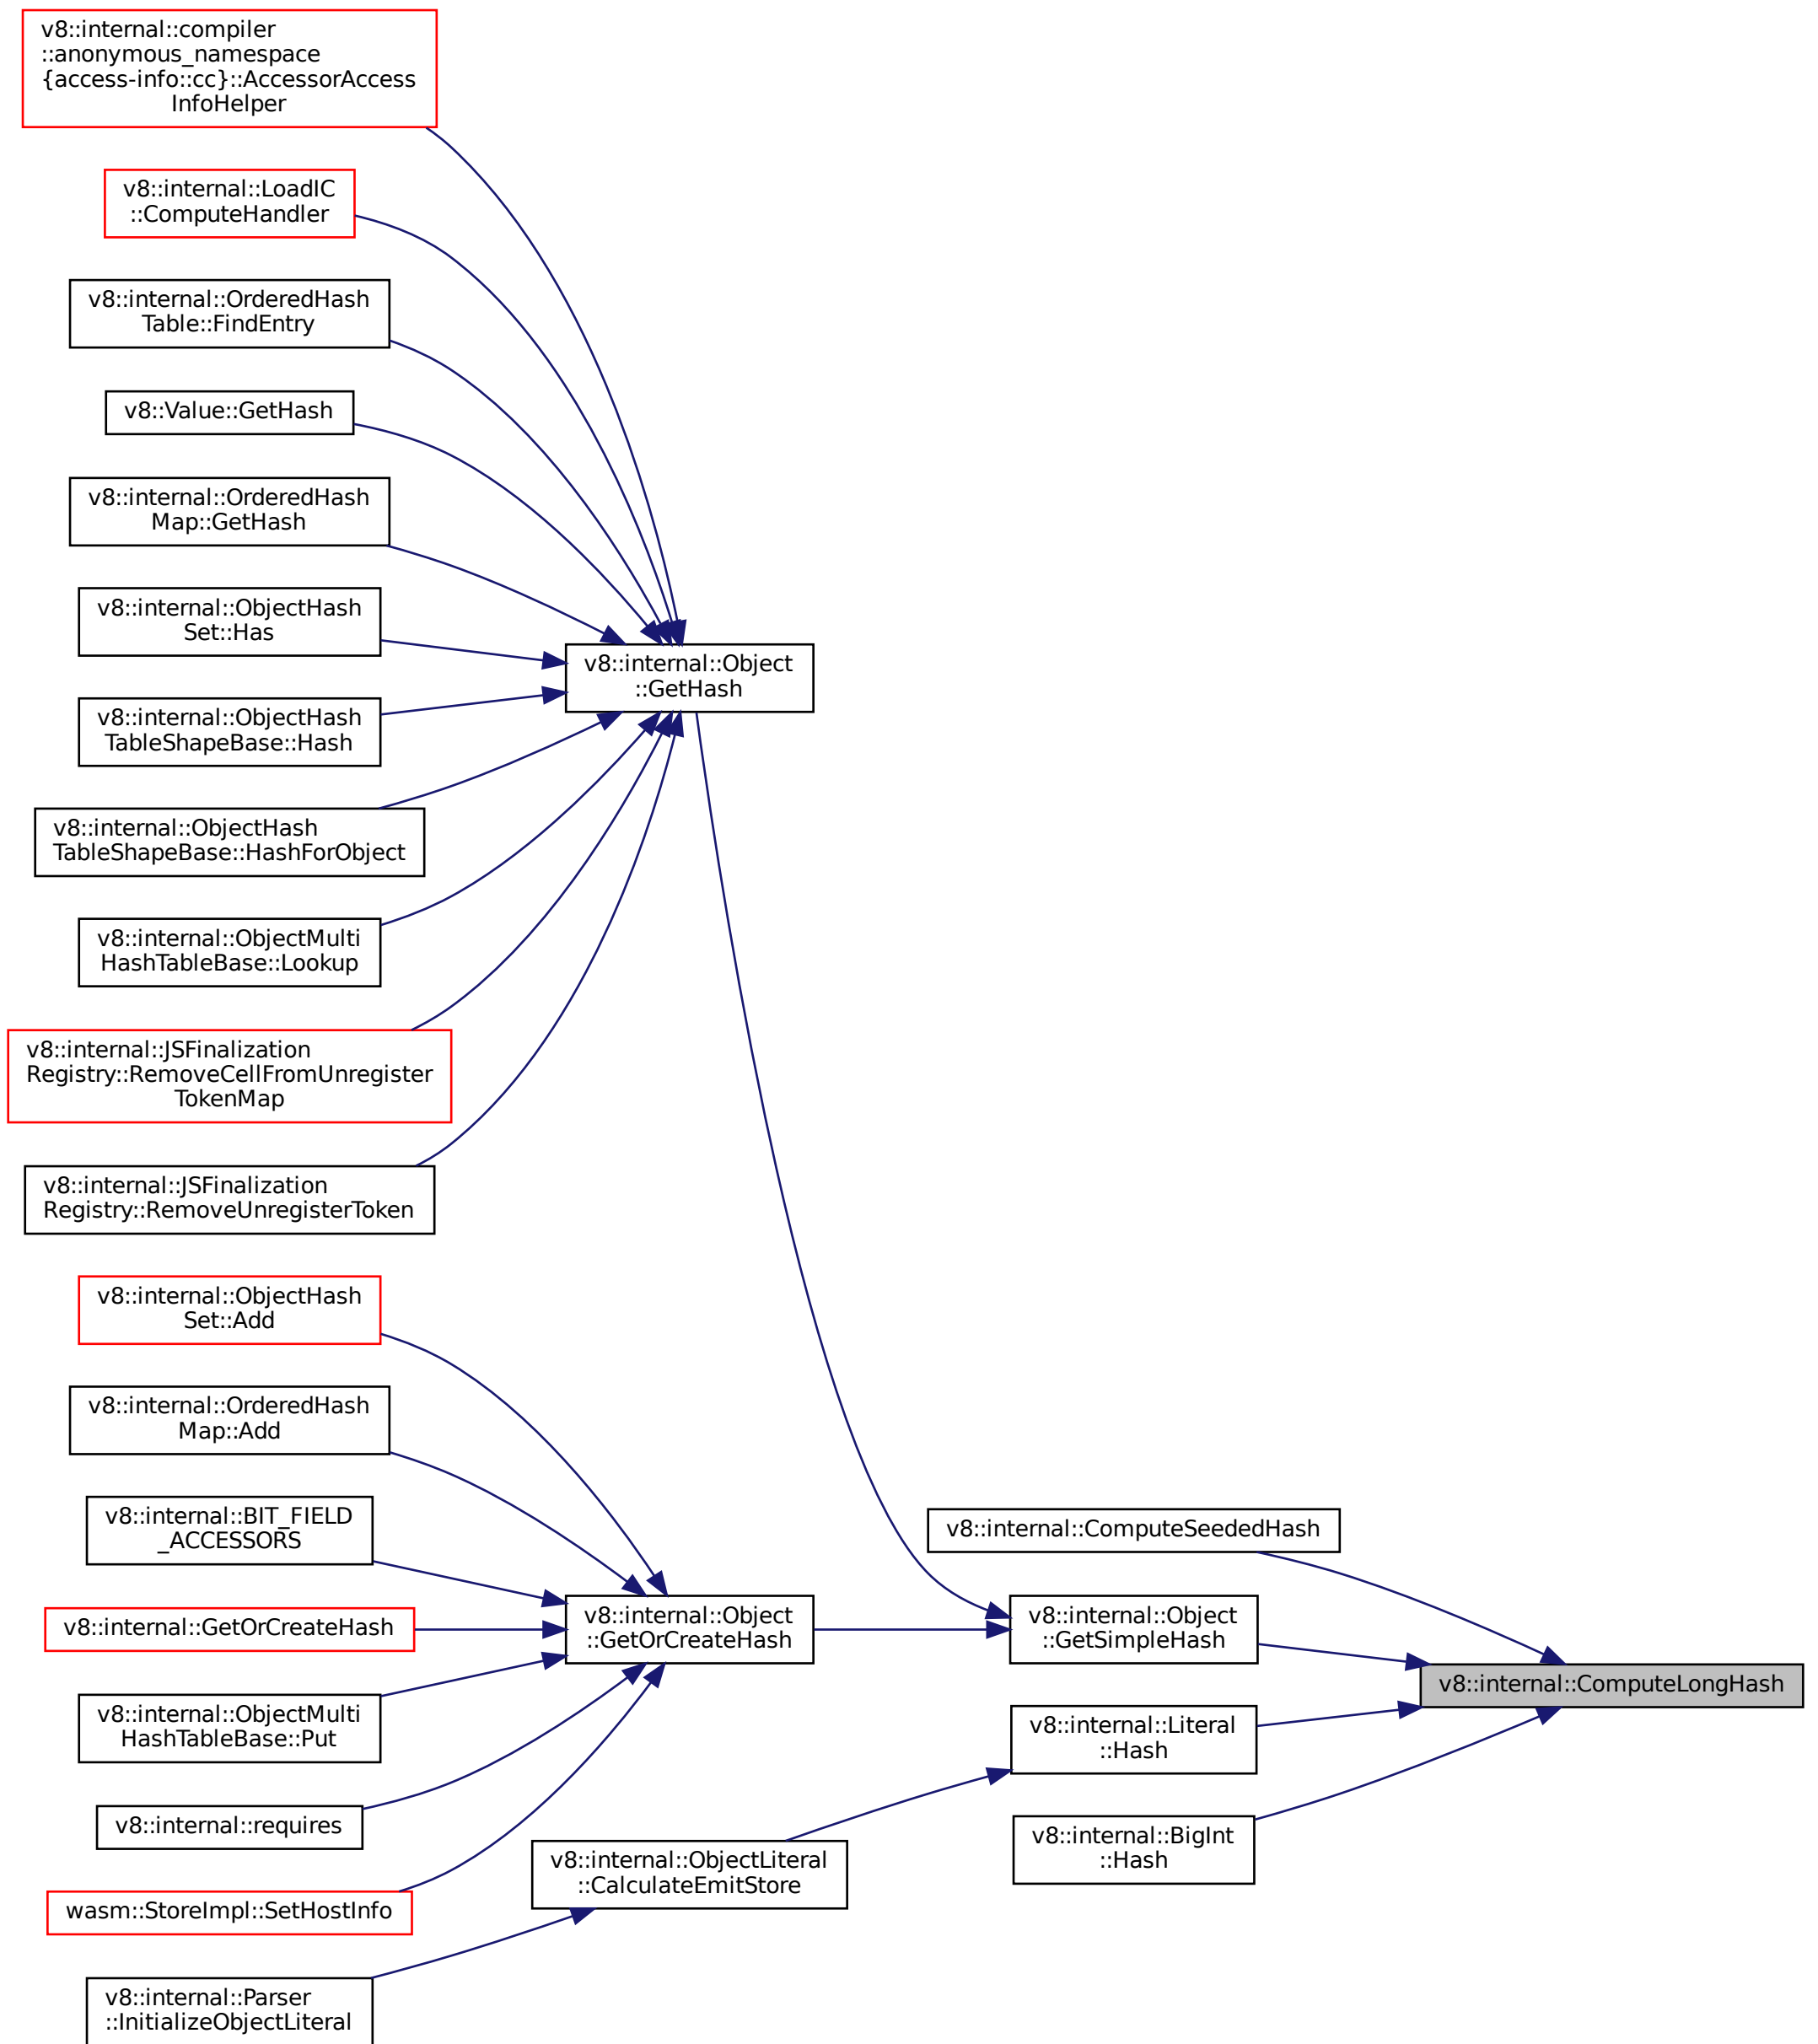 v8::internal::compiler
::anonymous_namespace
{access-info::cc}::AccessorAccess
InfoHelper
v8::internal::LoadIC
::ComputeHandler
v8::internal::OrderedHash
Table::FindEntry
v8::Value::GetHash
v8::internal::OrderedHash
Map::GetHash
v8::internal::ObjectHash
Set::Has
v8::internal::Object
::GetHash
v8::internal::ObjectHash
TableShapeBase::Hash
v8::internal::ObjectHash
TableShapeBase::HashForObject
v8::internal::ObjectMulti
HashTableBase::Lookup
v8::internal::JSFinalization
Registry::RemoveCellFromUnregister
TokenMap
v8::internal::JSFinalization
Registry::RemoveUnregisterToken
v8::internal::ObjectHash
Set::Add
v8::internal::OrderedHash
Map::Add
v8::internal::BIT_FIELD
_ACCESSORS
v8::internal::ComputeSeededHash
v8::internal::GetOrCreateHash
v8::internal::Object
::GetOrCreateHash
v8::internal::Object
::GetSimpleHash
v8::internal::ComputeLongHash
v8::internal::ObjectMulti
HashTableBase::Put
v8::internal::Literal
::Hash
v8::internal::requires
v8::internal::BigInt
::Hash
v8::internal::ObjectLiteral
::CalculateEmitStore
wasm::StoreImpl::SetHostInfo
v8::internal::Parser
::InitializeObjectLiteral